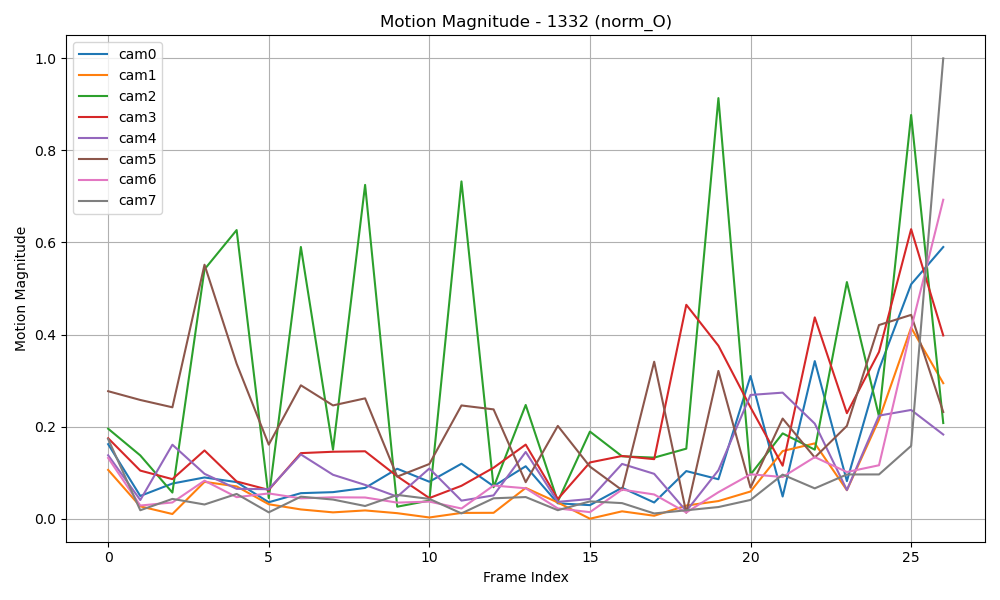 Motion Magnitude - 1332 (norm_O)
cam0
cam1
cam2
cam3
cam4
cam5
cam6
cam7
Motion Magnitude
1.0
0.8
0.6
0.4
0.2
0.0
0 5 10 15 20 25
Frame Index